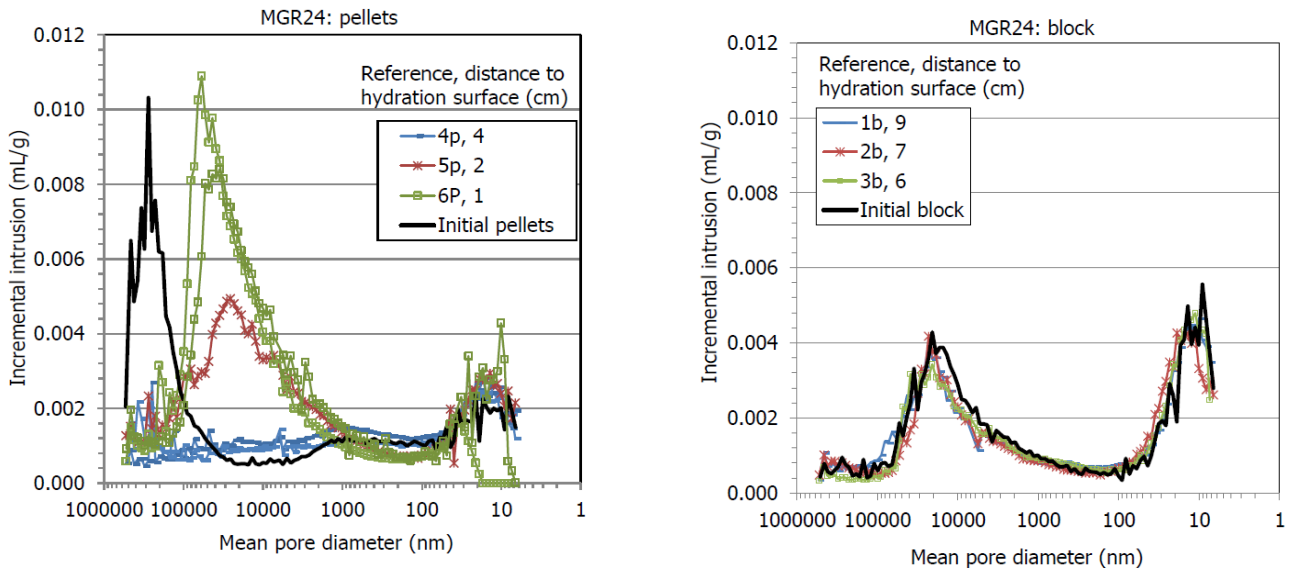 MGR24: pellets
0.012
0.010
0.008
0.006
0.004
0.002
0.000
Incremental intrusion (mL/g)
Reference, distance to
hydration surface (cm)
4p, 4
5p, 2
6P, 1
Initial pellets
1000000 100000 10000 1000 100 10 1
Mean pore diameter (nm)
MGR24: block
0.012
0.010
0.008
0.006
0.004
0.002
0.000
Incremental intrusion (mL/g)
Reference, distance to
hydration surface (cm)
1b, 9
2b, 7
3b, 6
Initial block
1000000 100000 10000 1000 100 10 1
Mean pore diameter (nm)